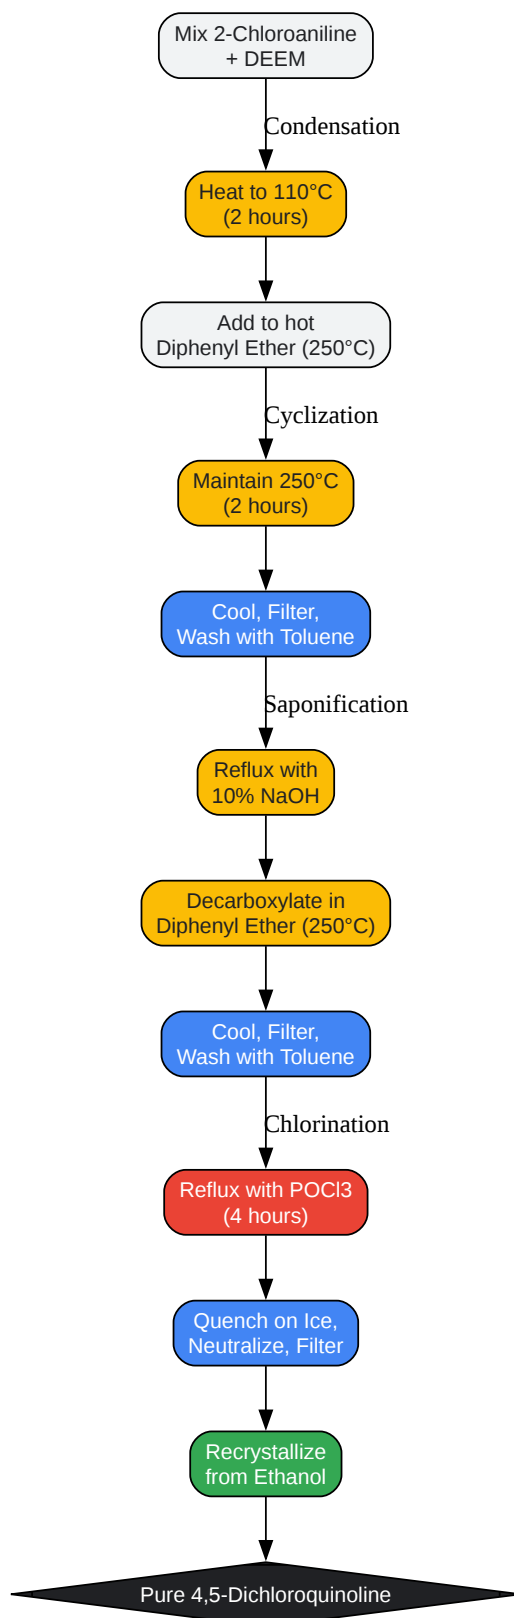 Mix 2-Chloroaniline
+ DEEM
Condensation
Heat to 110°C
(2 hours)
Add to hot
Diphenyl Ether (250°C)
Cyclization
Maintain 250°C
(2 hours)
Cool, Filter,
Wash with Toluene
Saponification
Reflux with
10% NaOH
Decarboxylate in
Diphenyl Ether (250°C)
Cool, Filter,
Wash with Toluene
Chlorination
Reflux with POCl3
(4 hours)
Quench on Ice,
Neutralize, Filter
Recrystallize
from Ethanol
Pure 4,5-Dichloroquinoline